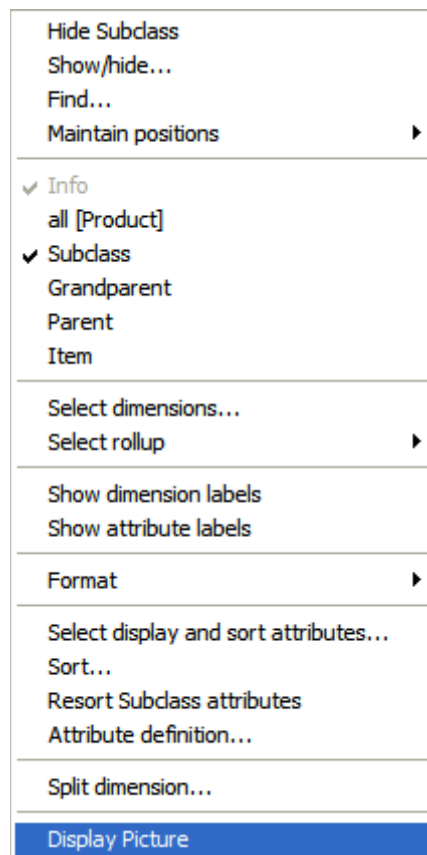 Hide Subclass
Show/hide...
Find...
Maintain positions
Info
all [Product]
Subclass
Grandparent
Parent
Item
Select dimensions...
Select rollup
Show dimension labels
Show attribute labels
Format
Select display and sort attributes...
Sort...
Resort Subclass attributes
Attribute definition...
Split dimension...
Display Picture